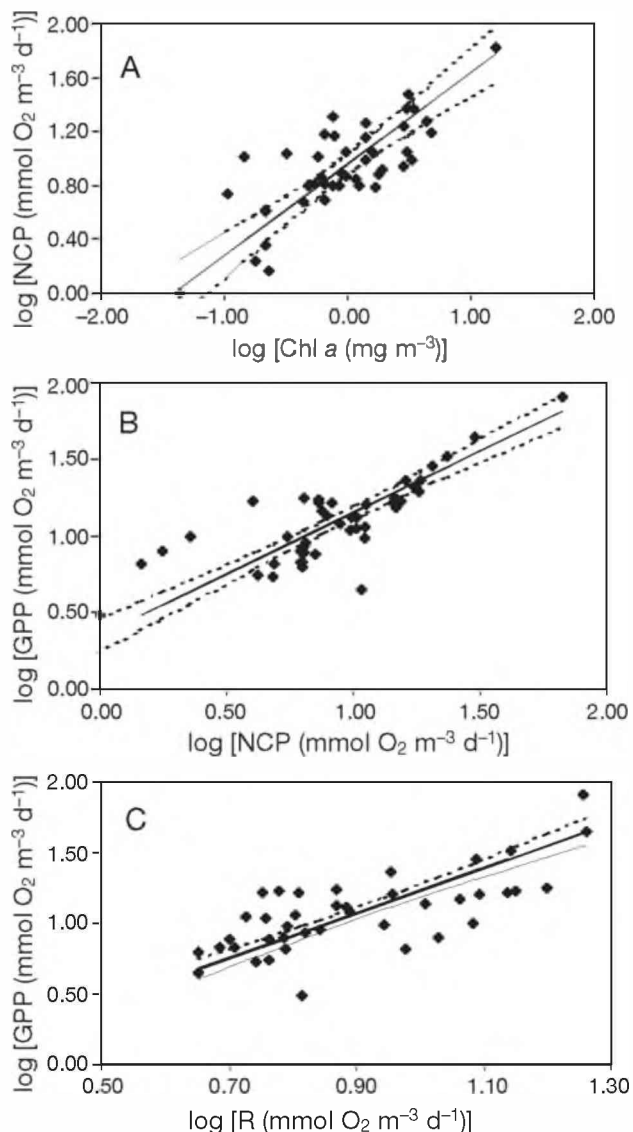 A
log [NCP (mmol O₂ m⁻³ d⁻¹)]
2.00
1.60
1.20
0.80
0.40
0.00
−2.00 −1.00 0.00 1.00 2.00
log [Chl a (mg m⁻³)]
B
log [GPP (mmol O₂ m⁻³ d⁻¹)]
2.00
1.50
1.00
0.50
0.00
0.00 0.50 1.00 1.50 2.00
log [NCP (mmol O₂ m⁻³ d⁻¹)]
C
log [GPP (mmol O₂ m⁻³ d⁻¹)]
2.00
1.50
1.00
0.50
0.00
0.50 0.70 0.90 1.10 1.30
log [R (mmol O₂ m⁻³ d⁻¹)]